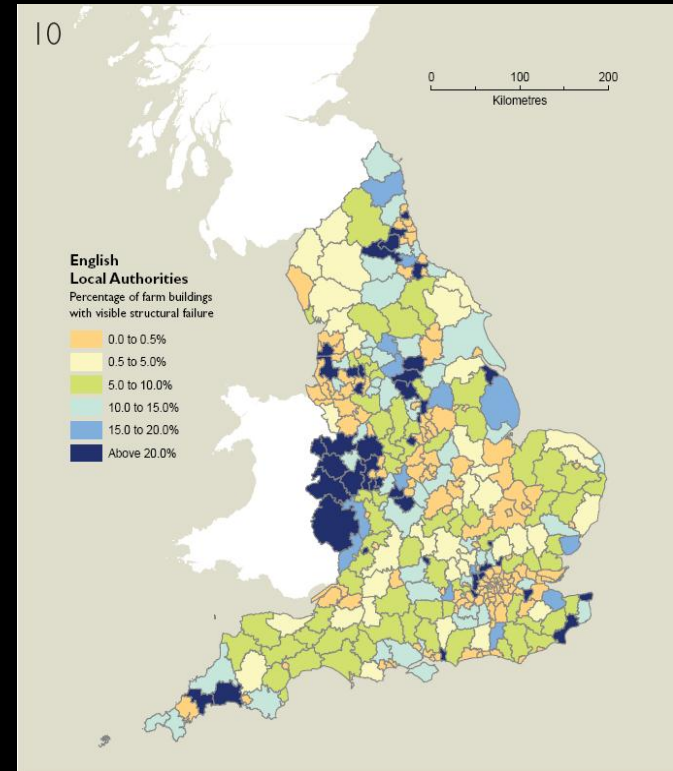 10
0 100 200
Kilometres
English
Local Authorities
Percentage of farm buildings
with visible structural failure
0.0 to 0.5%
0.5 to 5.0%
5.0 to 10.0%
10.0 to 15.0%
15.0 to 20.0%
Above 20.0%